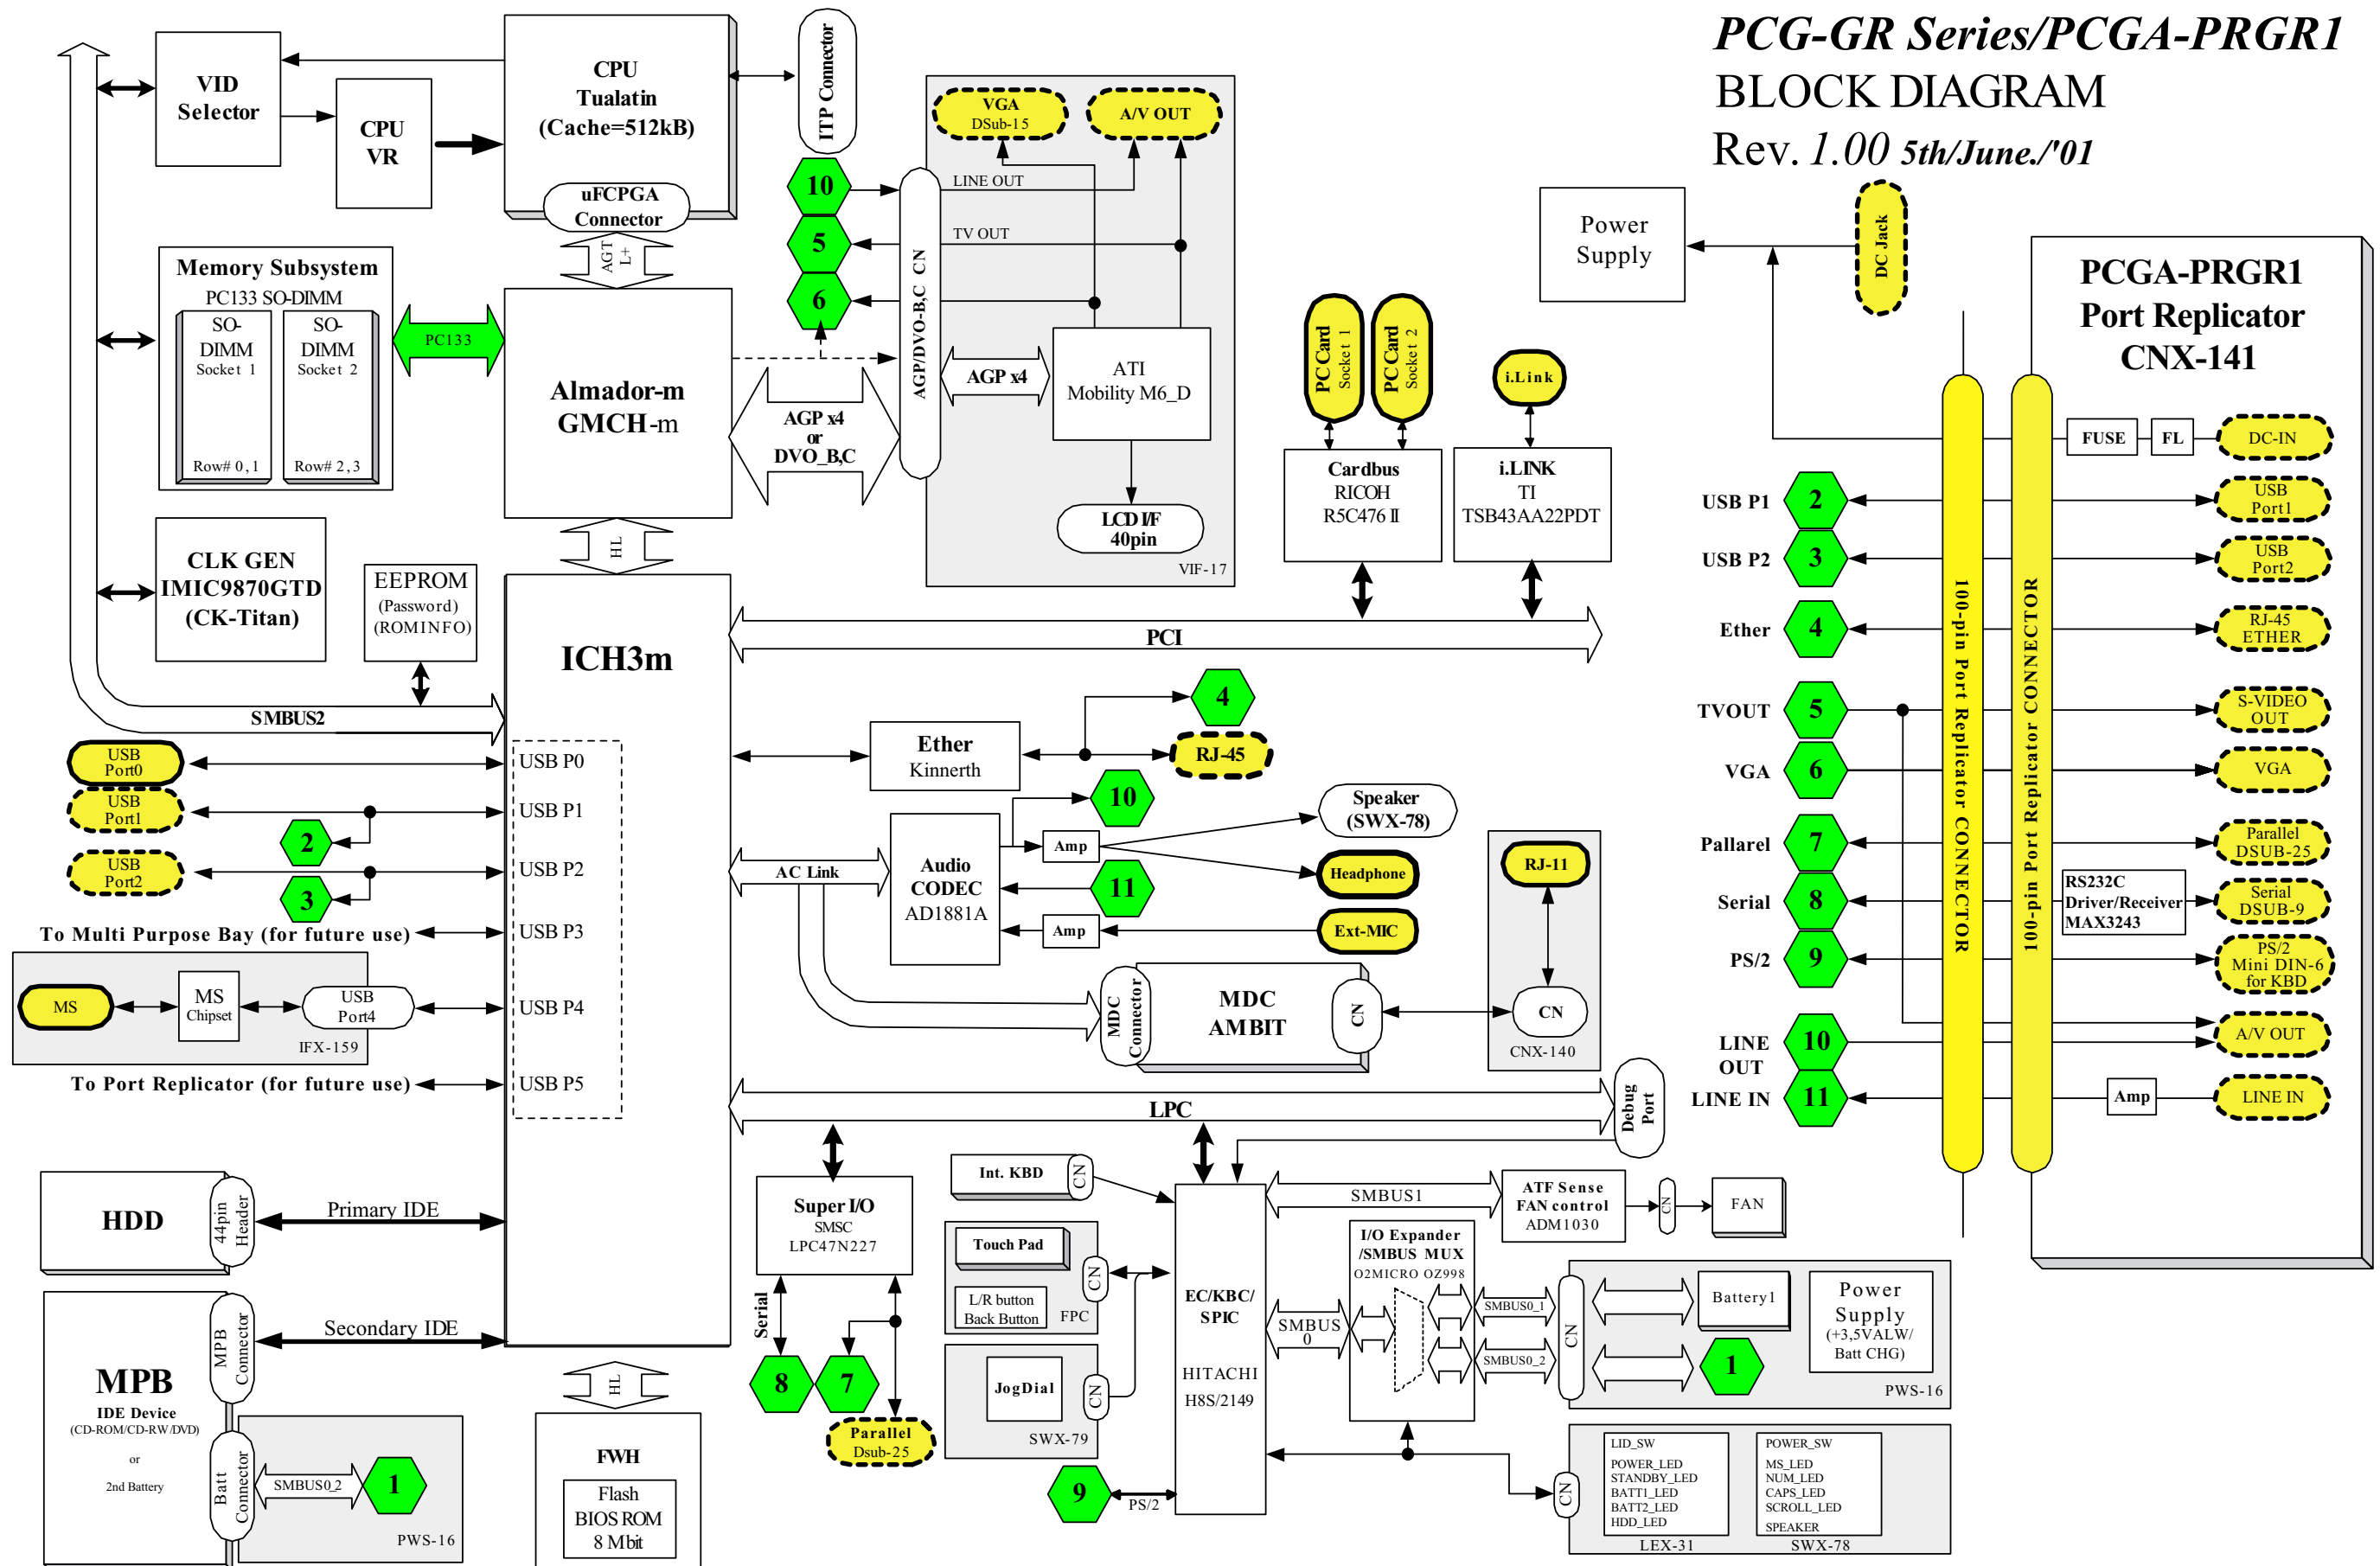 PCG-GR Series/PCGA-PRGR1
BLOCK DIAGRAM
Rev. 1.00 5th/June./'01
VID
Selector
CPU
VR
CPU
Tualatin
(Cache=512kB)
uFCPGA
Connector
ITP Connector
AGT
L+
VGA
DSub-15
A/V OUT
10
LINE OUT
5
TV OUT
6
AGP/DVO-B,C CN
AGP x4
ATI
Mobility M6_D
LCD I/F
40pin
VIF-17
Memory Subsystem
PC133 SO-DIMM
SO-
DIMM
Socket 1
Row# 0,1
SO-
DIMM
Socket 2
Row# 2,3
PC133
Almador-m
GMCH-m
AGP x4
or
DVO_B,C
HL
CLK GEN
IMIC9870GTD
(CK-Titan)
EEPROM
(Password)
(ROMINFO)
SMBUS2
ICH3m
PC Card
Socket 1
PC Card
Socket 2
i.Link
Cardbus
RICOH
R5C476 II
i.LINK
TI
TSB43AA22PDT
PCI
Power
Supply
DC Jack
PCGA-PRGR1
Port Replicator
CNX-141
100-pin Port Replicator CONNECTOR
100-pin Port Replicator CONNECTOR
FUSE
FL
DC-IN
USB P1
2
USB
Port1
USB P2
3
USB
Port2
Ether
4
RJ-45
ETHER
TVOUT
5
S-VIDEO
OUT
VGA
6
VGA
Pallarel
7
Parallel
DSUB-25
Serial
8
RS232C
Driver/Receiver
MAX3243
Serial
DSUB-9
PS/2
9
PS/2
Mini DIN-6
for KBD
LINE
OUT
10
A/V OUT
LINE IN
11
Amp
LINE IN
USB
Port0
USB P0
USB
Port1
USB P1
2
USB
Port2
USB P2
3
To Multi Purpose Bay (for future use)
USB P3
MS
MS
Chipset
USB
Port4
IFX-159
USB P4
To Port Replicator (for future use)
USB P5
Ether
Kinnerth
4
RJ-45
AC Link
Audio
CODEC
AD1881A
10
Amp
Speaker
(SWX-78)
Headphone
11
Amp
Ext-MIC
MDC
Connector
MDC
AMBIT
CN
RJ-11
CN
CNX-140
LPC
Debug
Port
HDD
44pin
Header
Primary IDE
MPB
IDE Device
(CD-ROM/CD-RW/DVD)
or
2nd Battery
MPB
Connector
Secondary IDE
Batt
Connector
SMBUS0_2
1
PWS-16
HL
FWH
Flash
BIOS ROM
8 Mbit
Super I/O
SMSC
LPC47N227
Serial
8
7
Parallel
Dsub-25
Int. KBD
CN
Touch Pad
L/R button
Back Button
CN
FPC
JogDial
CN
SWX-79
9
PS/2
EC/KBC/
SPIC
HITACHI
H8S/2149
SMBUS1
ATF Sense
FAN control
ADM1030
CN
FAN
SMBUS
0
I/O Expander
/SMBUS MUX
O2MICRO OZ998
SMBUS0_1
SMBUS0_2
CN
Battery1
1
Power
Supply
(+3,5VALW/
Batt CHG)
PWS-16
CN
LID_SW
POWER_LED
STANDBY_LED
BATT1_LED
BATT2_LED
HDD_LED
LEX-31
POWER_SW
MS_LED
NUM_LED
CAPS_LED
SCROLL_LED
SPEAKER
SWX-78